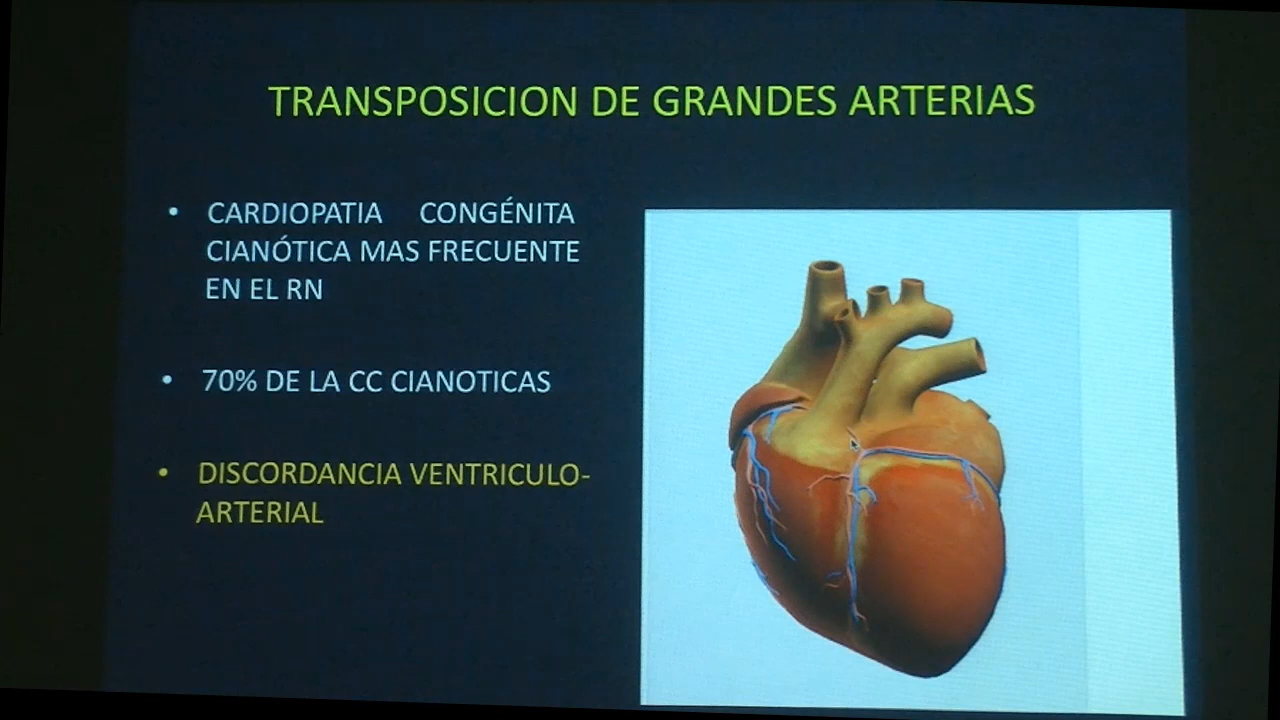 TRANSPOSICION DE GRANDES ARTERIAS
• CARDIOPATIA CONGÉNITA
CIANÓTICA MAS FRECUENTE
EN EL RN
• 70% DE LA CC CIANOTICAS
• DISCORDANCIA VENTRICULO-
ARTERIAL